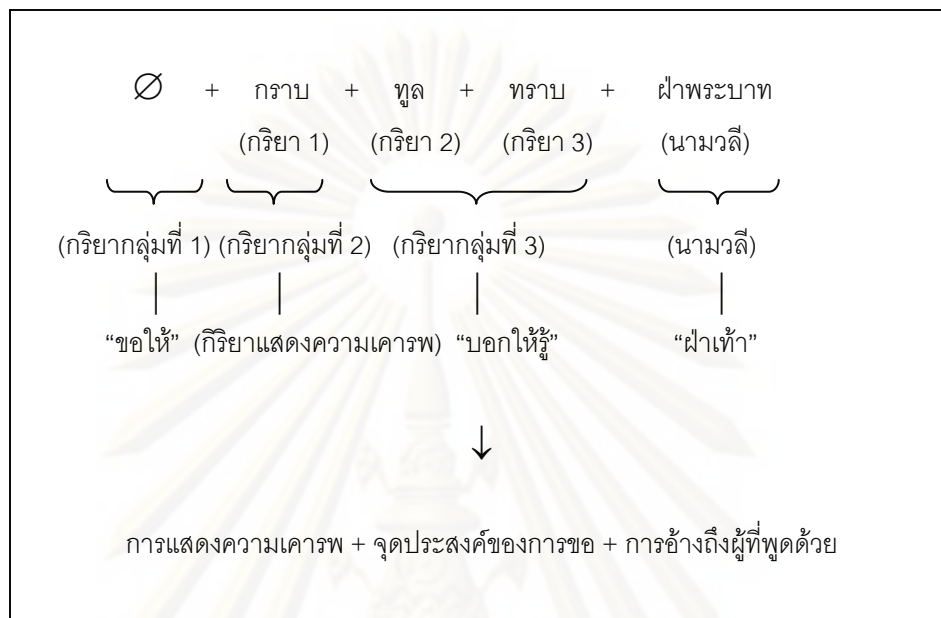 ∅ + กราบ + ทูล + ทราบ + ฝ่าพระบาท
(กริยา 1) (กริยา 2) (กริยา 3) (นามวลี)
(กริยากลุ่มที่ 1) (กริยากลุ่มที่ 2) (กริยากลุ่มที่ 3) (นามวลี)
“ขอให้” (กิริยาแสดงความเคารพ) “บอกให้รู้” “ฝ่าเท้า”
↓
การแสดงความเคารพ + จุดประสงค์ของการขอ + การอ้างถึงผู้ที่พูดด้วย